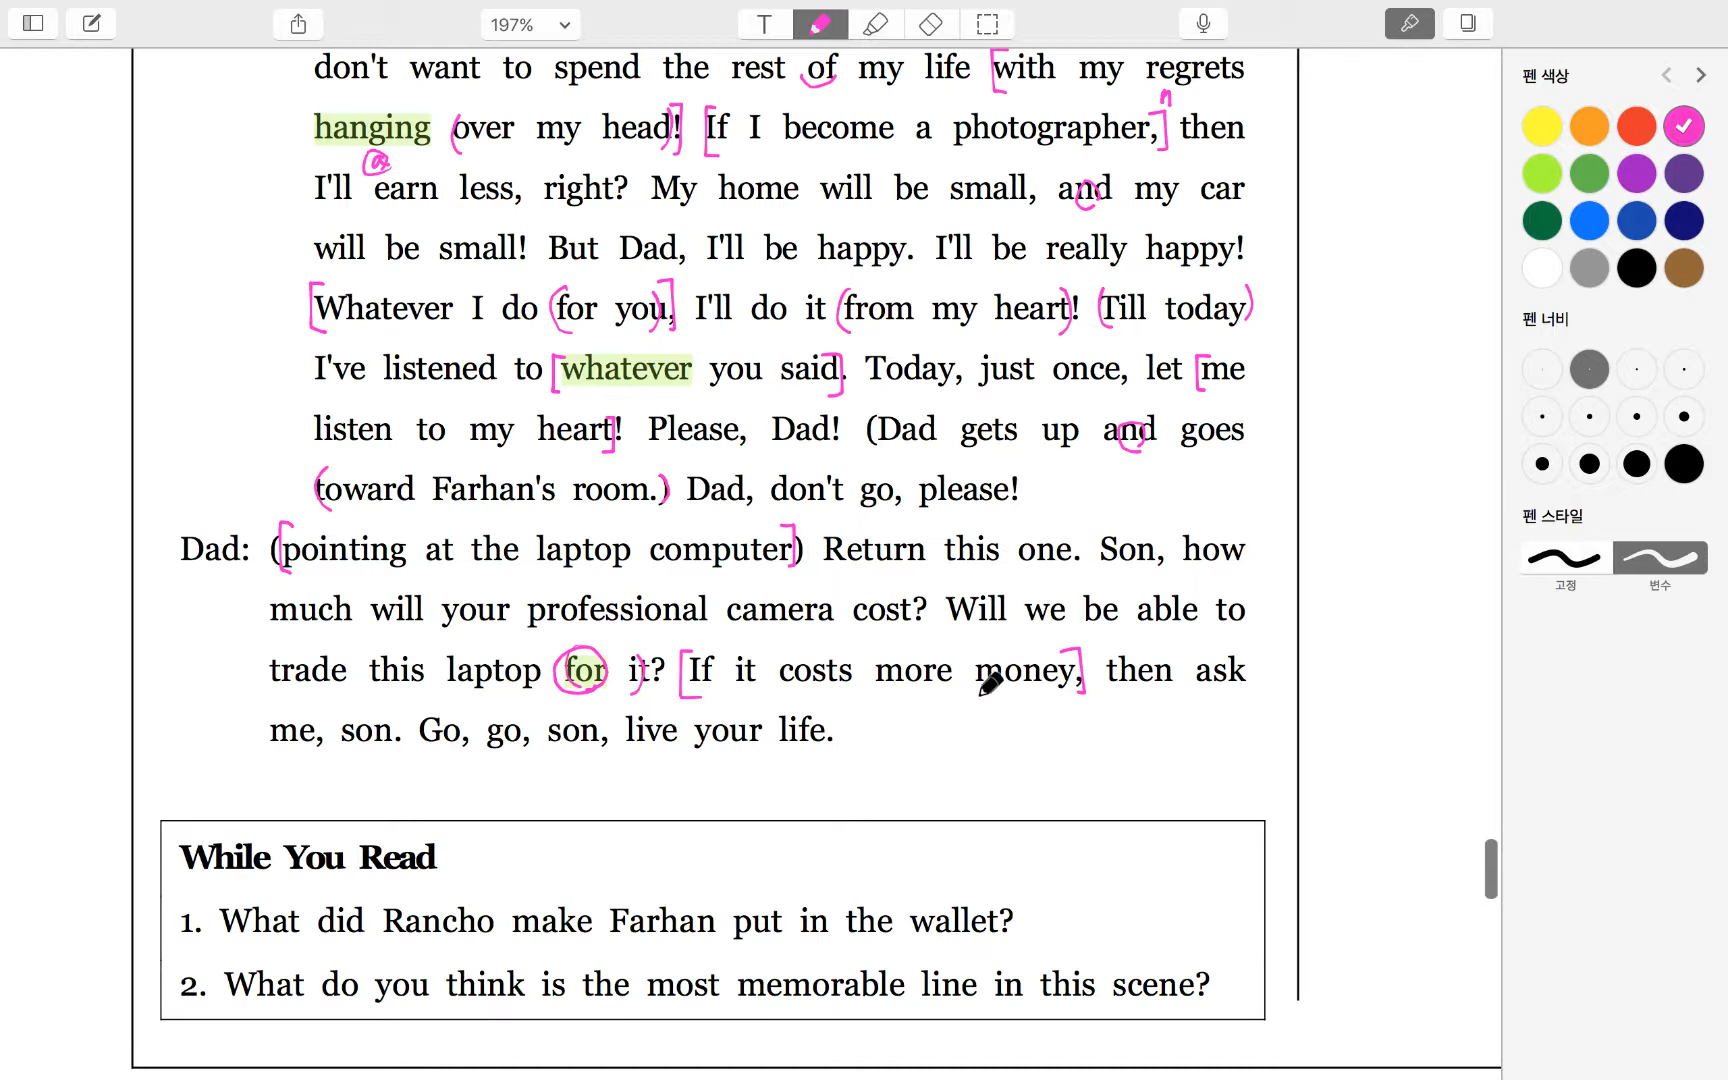 197%
T
don't want to spend the rest of my life with my regrets
hanging over my head! If I become a photographer, then
I'll earn less, right? My home will be small, and my car
will be small! But Dad, I'll be happy. I'll be really happy!
Whatever I do for you, I'll do it from my heart! Till today
I've listened to whatever you said. Today, just once, let me
listen to my heart! Please, Dad! (Dad gets up and goes
toward Farhan's room.) Dad, don't go, please!
Dad: (pointing at the laptop computer) Return this one. Son, how
much will your professional camera cost? Will we be able to
trade this laptop for it? If it costs more money, then ask
me, son. Go, go, son, live your life.
While You Read
1. What did Rancho make Farhan put in the wallet?
2. What do you think is the most memorable line in this scene?
펜 색상
펜 너비
펜 스타일
고정
변수